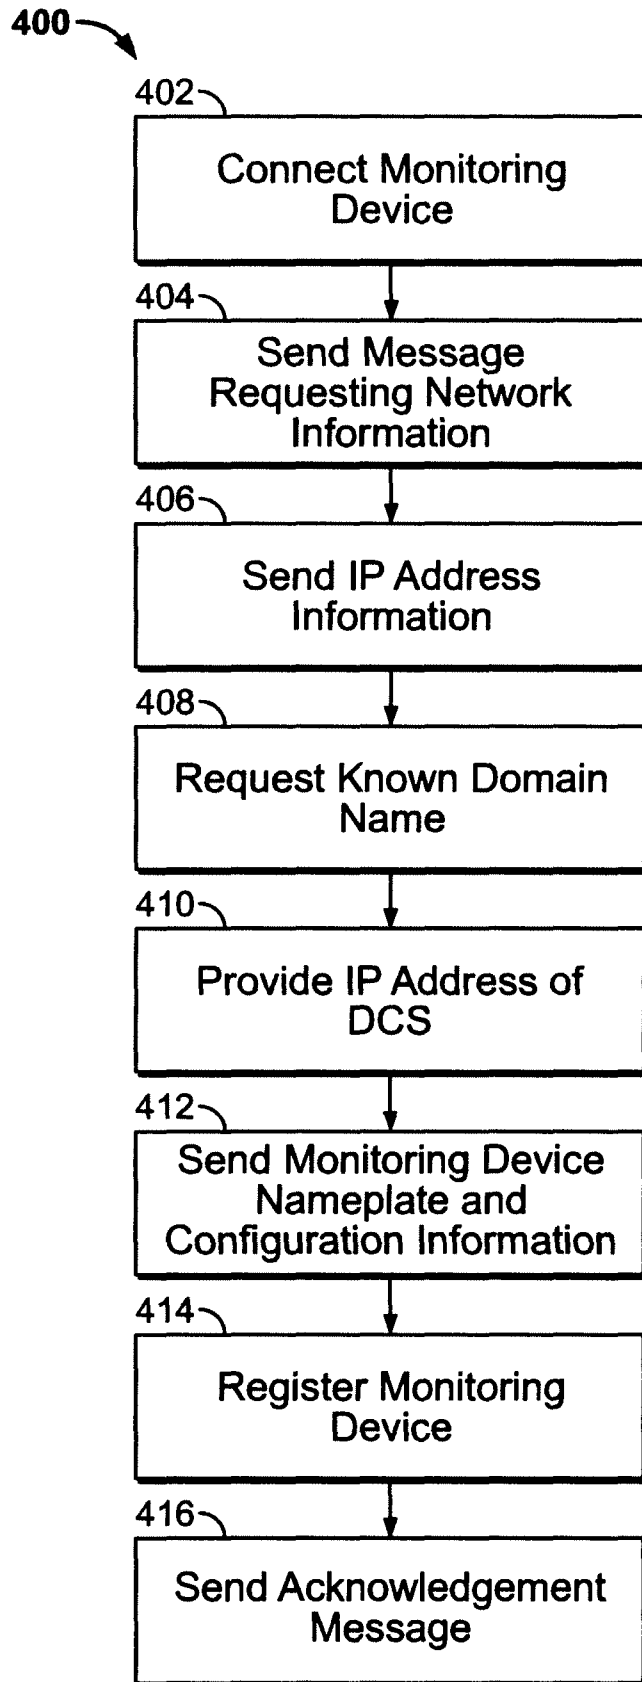 400
402
Connect Monitoring
Device
404
Send Message
Requesting Network
Information
406
Send IP Address
Information
408
Request Known Domain
Name
410
Provide IP Address of
DCS
412
Send Monitoring Device
Nameplate and
Configuration Information
414
Register Monitoring
Device
416
Send Acknowledgement
Message